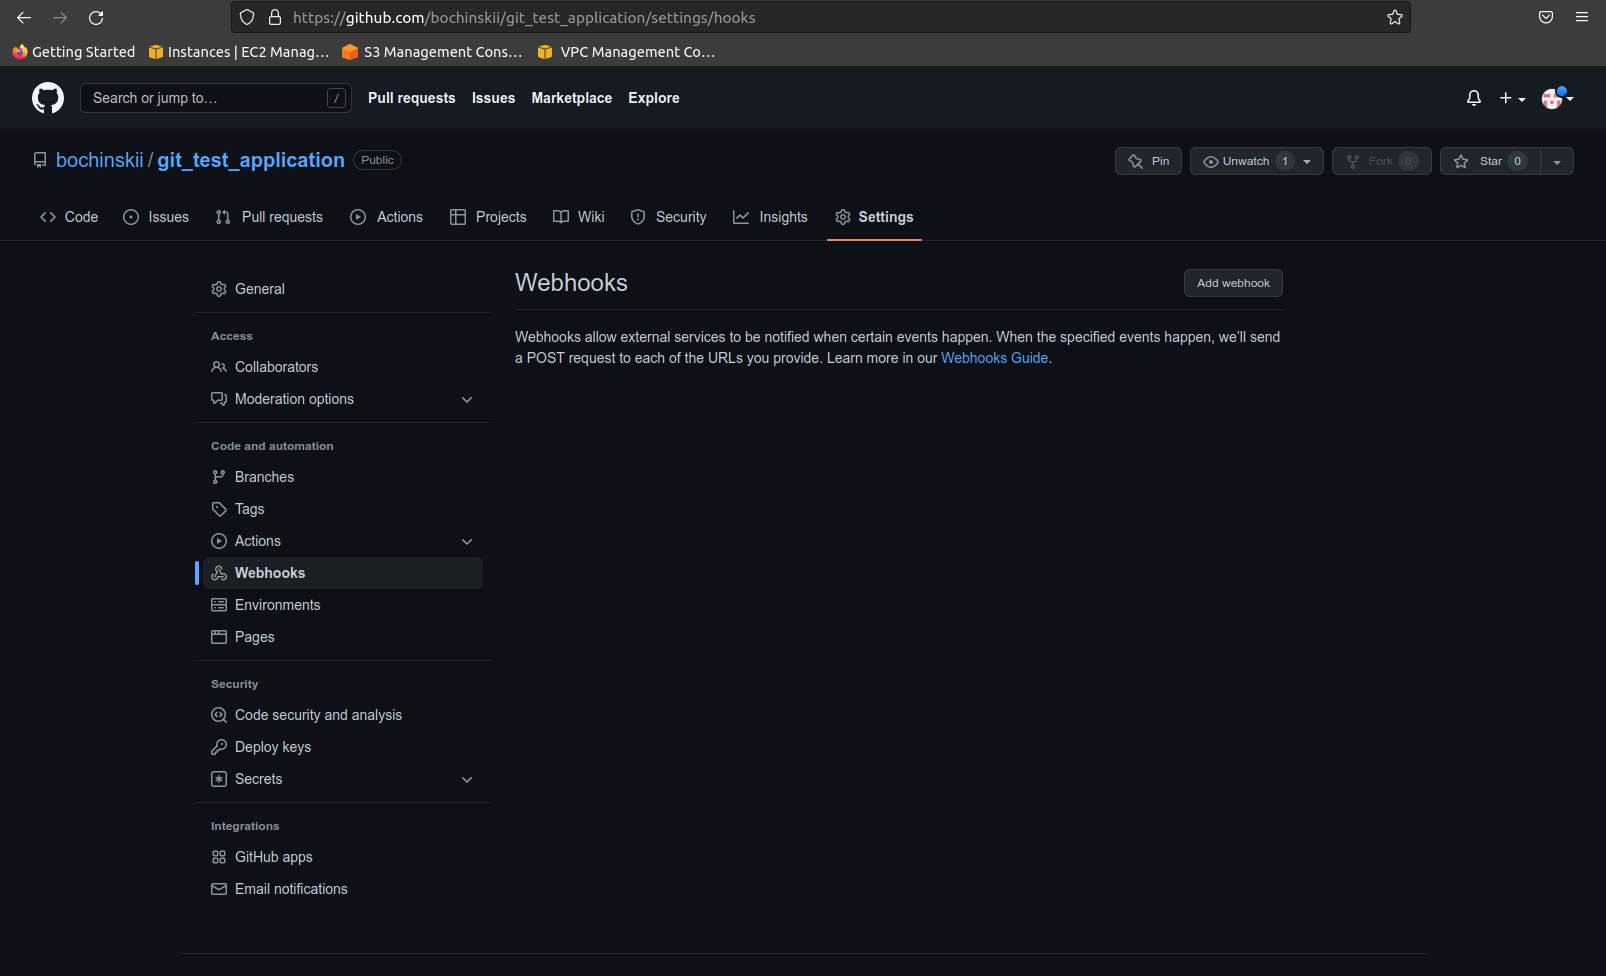 https://github.com/bochinskii/git_test_application/settings/hooks
Getting Started Instances | EC2 Manag… S3 Management Cons… VPC Management Co…
Search or jump to… / Pull requests Issues Marketplace Explore
bochinskii / git_test_application Public Pin Unwatch 1 Fork 0 Star 0
Code Issues Pull requests Actions Projects Wiki Security Insights Settings
General
Access
Collaborators
Moderation options
Code and automation
Branches
Tags
Actions
Webhooks
Environments
Pages
Security
Code security and analysis
Deploy keys
Secrets
Integrations
GitHub apps
Email notifications
Webhooks Add webhook
Webhooks allow external services to be notified when certain events happen. When the specified events happen, we’ll send
a POST request to each of the URLs you provide. Learn more in our Webhooks Guide.